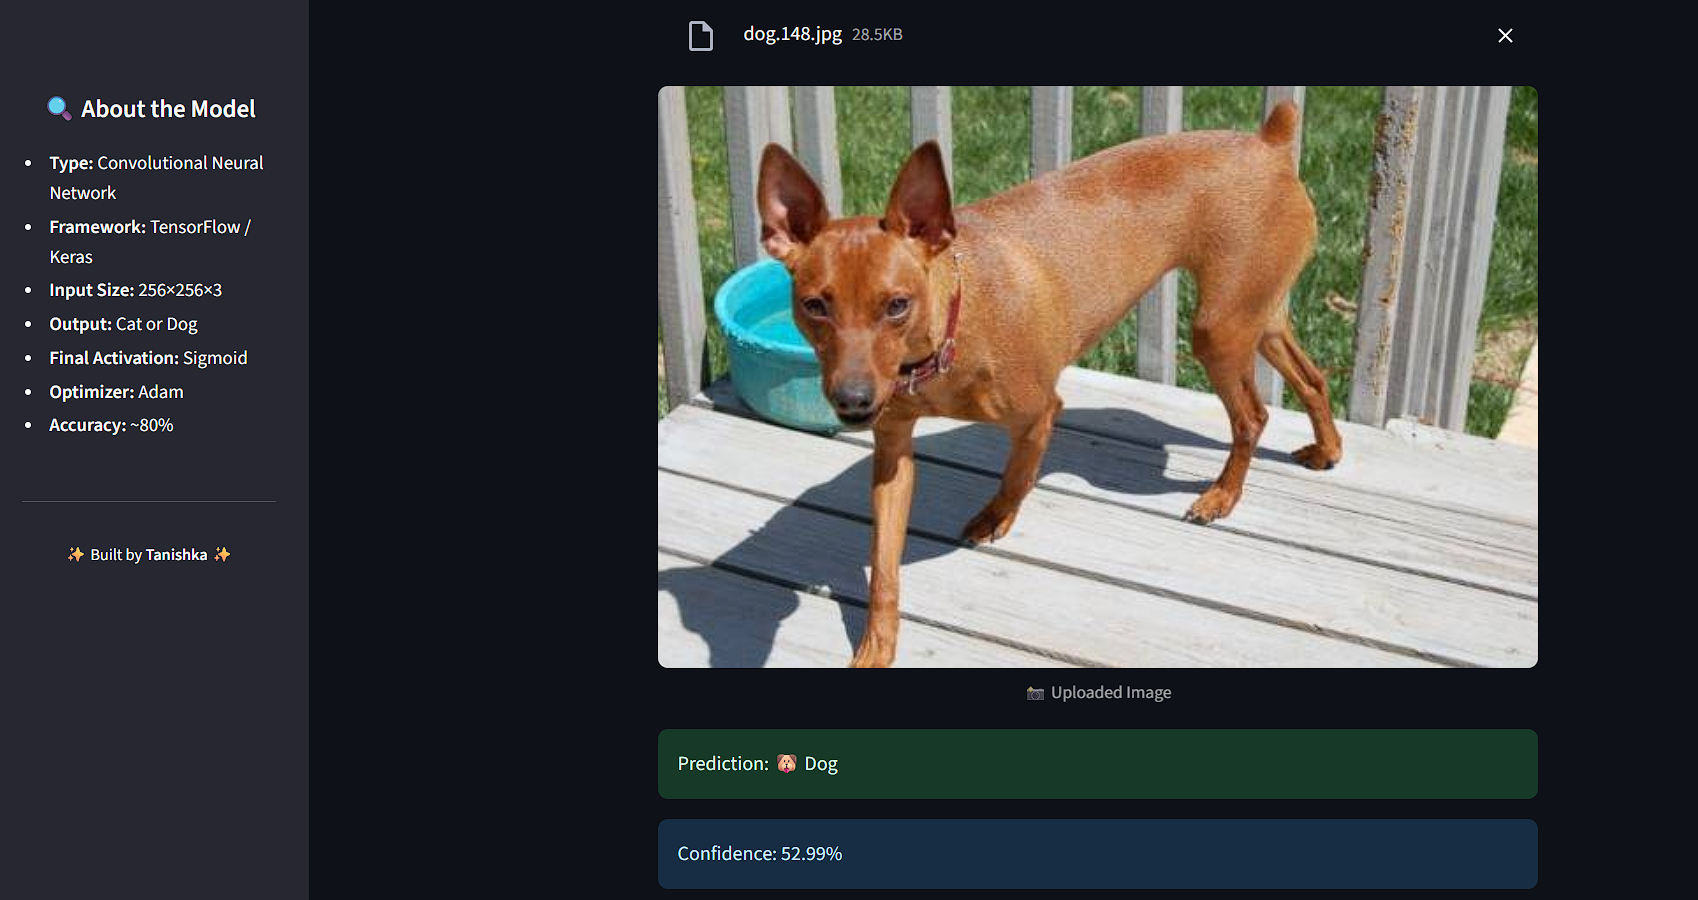 🔍 About the Model
• Type: Convolutional Neural
Network
• Framework: TensorFlow /
Keras
• Input Size: 256×256×3
• Output: Cat or Dog
• Final Activation: Sigmoid
• Optimizer: Adam
• Accuracy: ~80%
✨ Built by Tanishka ✨
dog.148.jpg 28.5KB
📷 Uploaded Image
Prediction: 🐶 Dog
Confidence: 52.99%